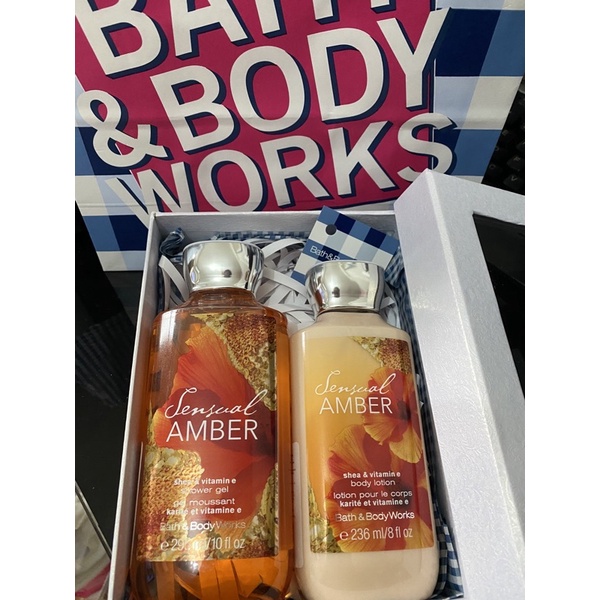 BATH
& BODY
WORKS
Bath & B
Sensual
AMBER
shea & vitamin e
shower gel
gel moussant
karité et vitamine e
Bath & Body Works
10 fl oz
Sensual
AMBER
shea & vitamin e
body lotion
lotion pour le corps
karité et vitamine e
Bath & Body Works
e 236 ml/8 fl oz